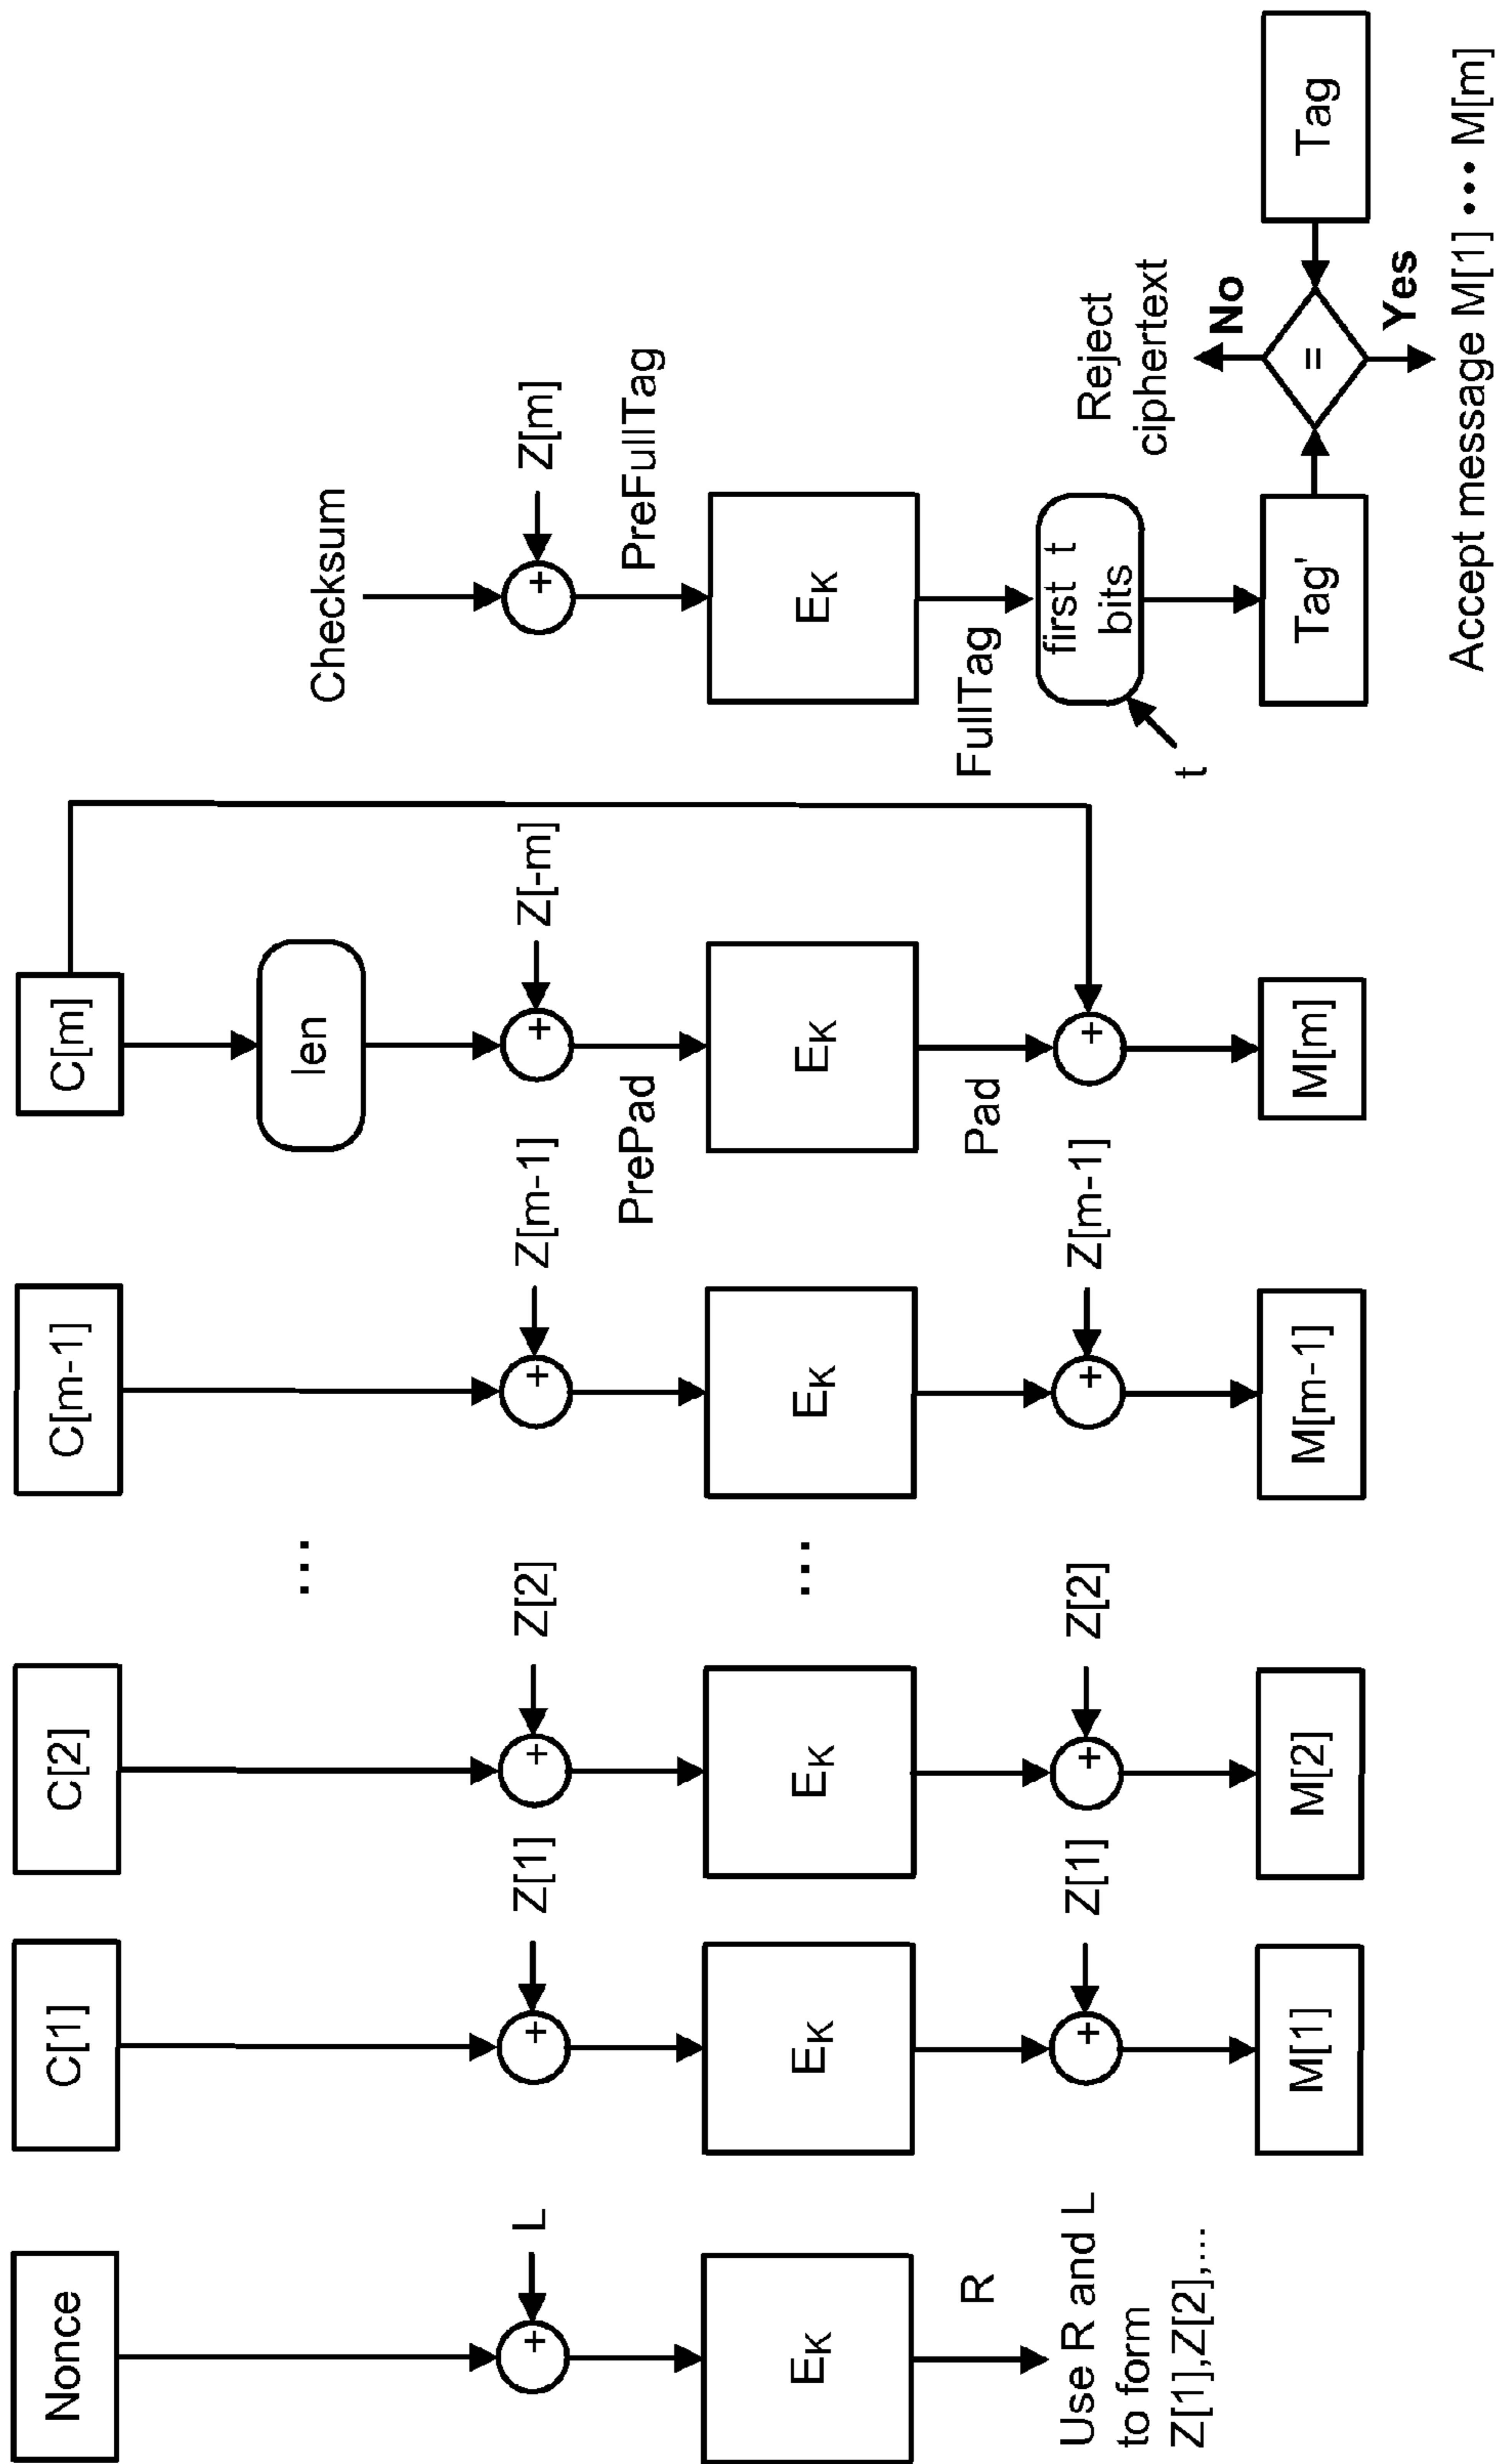 Nonce
C[1]
C[2]
C[m-1]
C[m]
len
Checksum
+
L
+
Z[1]
+
Z[2]
...
+
Z[m-1]
+
Z[-m]
+
Z[m]
PrePad
PreFullTag
EK
EK
EK
...
EK
EK
EK
R
Pad
FullTag
Use R and L
to form
Z[1],Z[2],...
+
Z[1]
+
Z[2]
+
Z[m-1]
+
first t
bits
t
Reject
ciphertext
No
M[1]
M[2]
M[m-1]
M[m]
Tag'
=
Tag
Yes
Accept message M[1] ••• M[m]